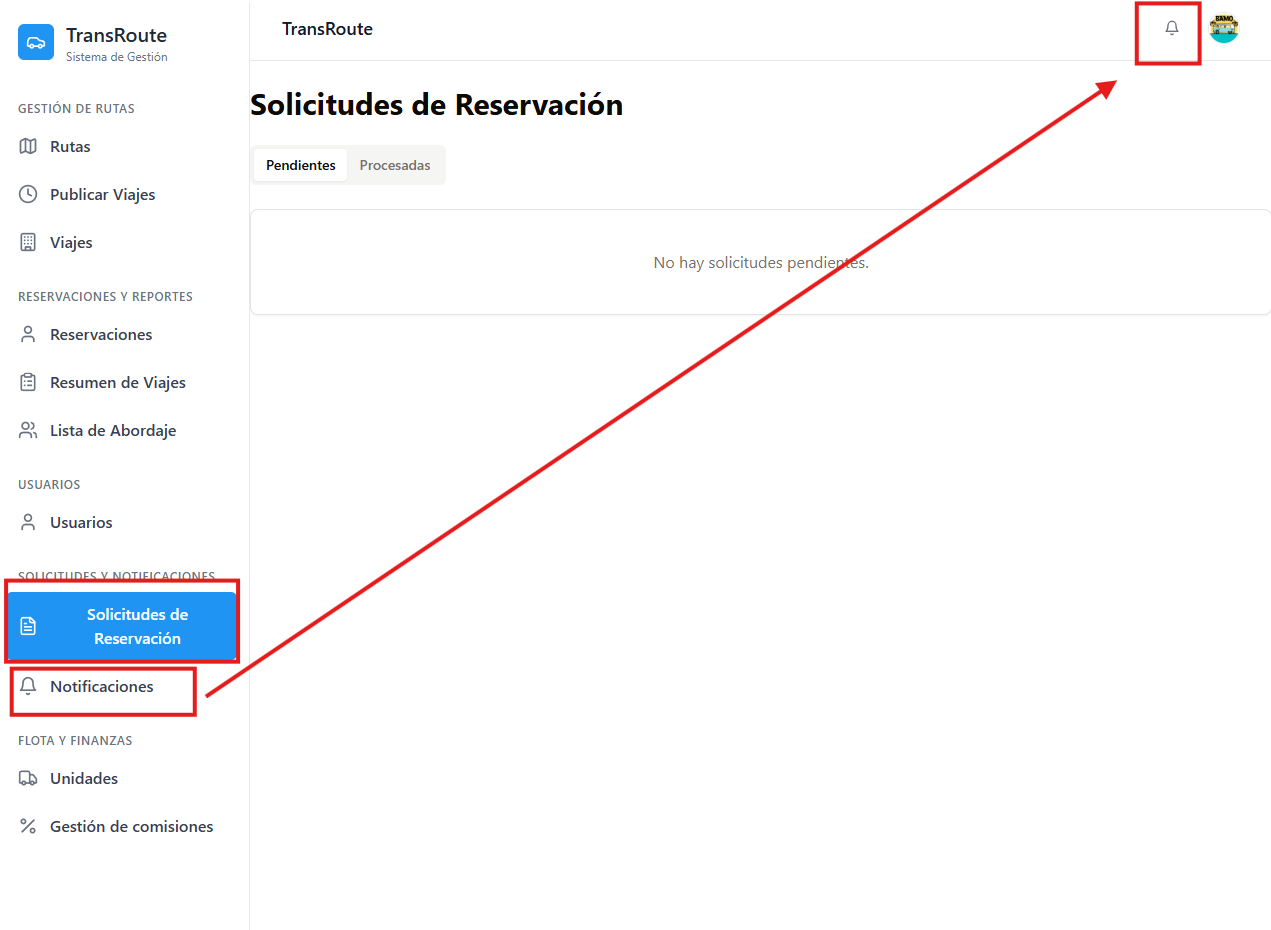 TransRoute
Sistema de Gestión
GESTIÓN DE RUTAS
Rutas
Publicar Viajes
Viajes
RESERVACIONES Y REPORTES
Reservaciones
Resumen de Viajes
Lista de Abordaje
USUARIOS
Usuarios
SOLICITUDES Y NOTIFICACIONES
Solicitudes de
Reservación
Notificaciones
FLOTA Y FINANZAS
Unidades
Gestión de comisiones
TransRoute
BAMO
Solicitudes de Reservación
Pendientes
Procesadas
No hay solicitudes pendientes.